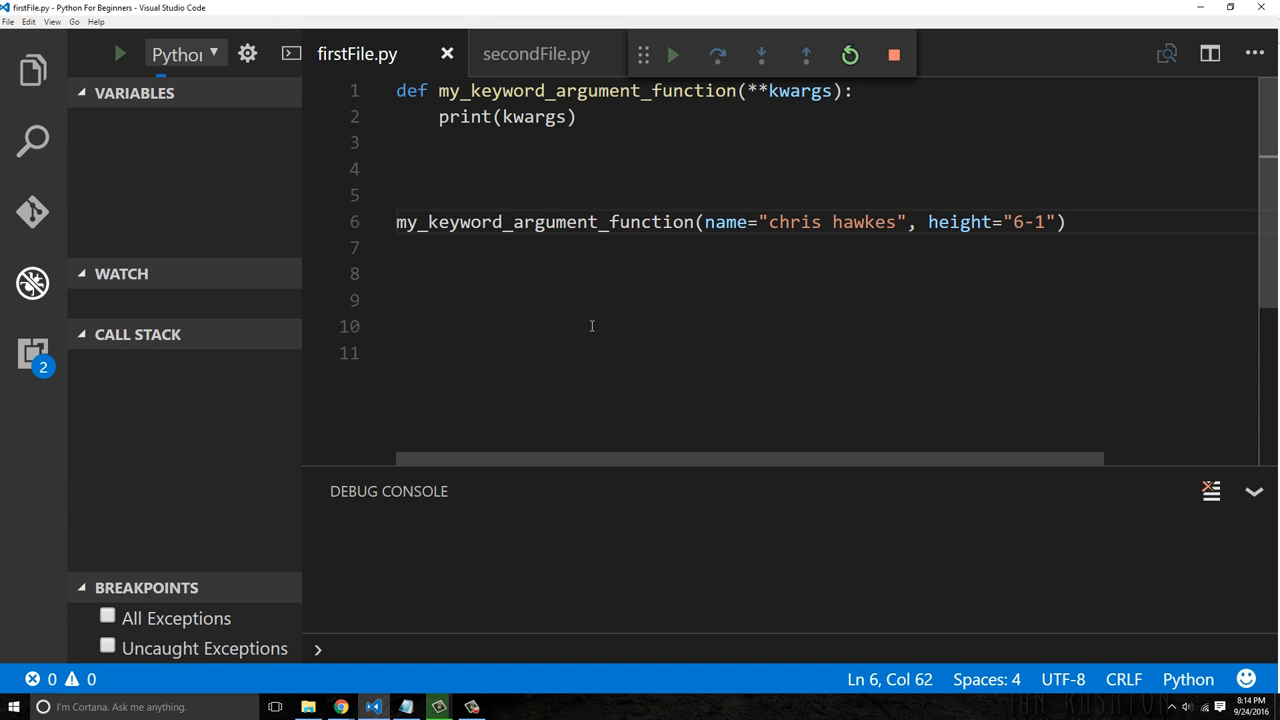 firstFile.py - Python For Beginners - Visual Studio Code
File Edit View Go Help
Python
firstFile.py
secondFile.py
VARIABLES
WATCH
CALL STACK
BREAKPOINTS
All Exceptions
Uncaught Exceptions
2
1 def my_keyword_argument_function(**kwargs):
2 print(kwargs)
3
4
5
6 my_keyword_argument_function(name="chris hawkes", height="6-1")
7
8
9
10
11
DEBUG CONSOLE
0 0
Ln 6, Col 62 Spaces: 4 UTF-8 CRLF Python
I'm Cortana. Ask me anything.
8:14 PM
9/24/2016